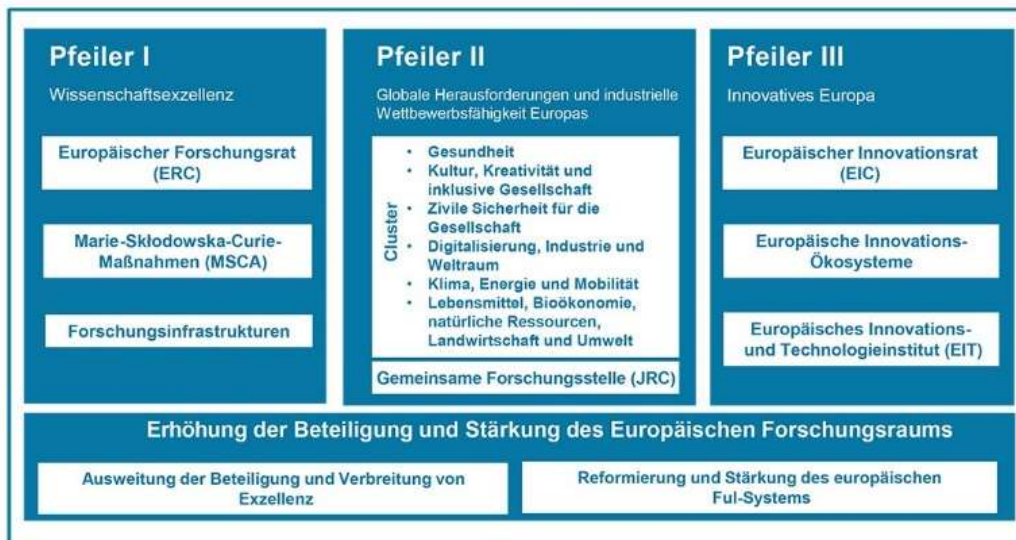 Pfeiler I
Wissenschaftsexzellenz
Europäischer Forschungsrat
(ERC)
Marie-Skłodowska-Curie-
Maßnahmen (MSCA)
Forschungsinfrastrukturen
Pfeiler II
Globale Herausforderungen und industrielle
Wettbewerbsfähigkeit Europas
Cluster
• Gesundheit
• Kultur, Kreativität und
inklusive Gesellschaft
• Zivile Sicherheit für die
Gesellschaft
• Digitalisierung, Industrie und
Weltraum
• Klima, Energie und Mobilität
• Lebensmittel, Bioökonomie,
natürliche Ressourcen,
Landwirtschaft und Umwelt
Gemeinsame Forschungsstelle (JRC)
Pfeiler III
Innovatives Europa
Europäischer Innovationsrat
(EIC)
Europäische Innovations-
Ökosysteme
Europäisches Innovations-
und Technologieinstitut (EIT)
Erhöhung der Beteiligung und Stärkung des Europäischen Forschungsraums
Ausweitung der Beteiligung und Verbreitung von
Exzellenz
Reformierung und Stärkung des europäischen
FuI-Systems